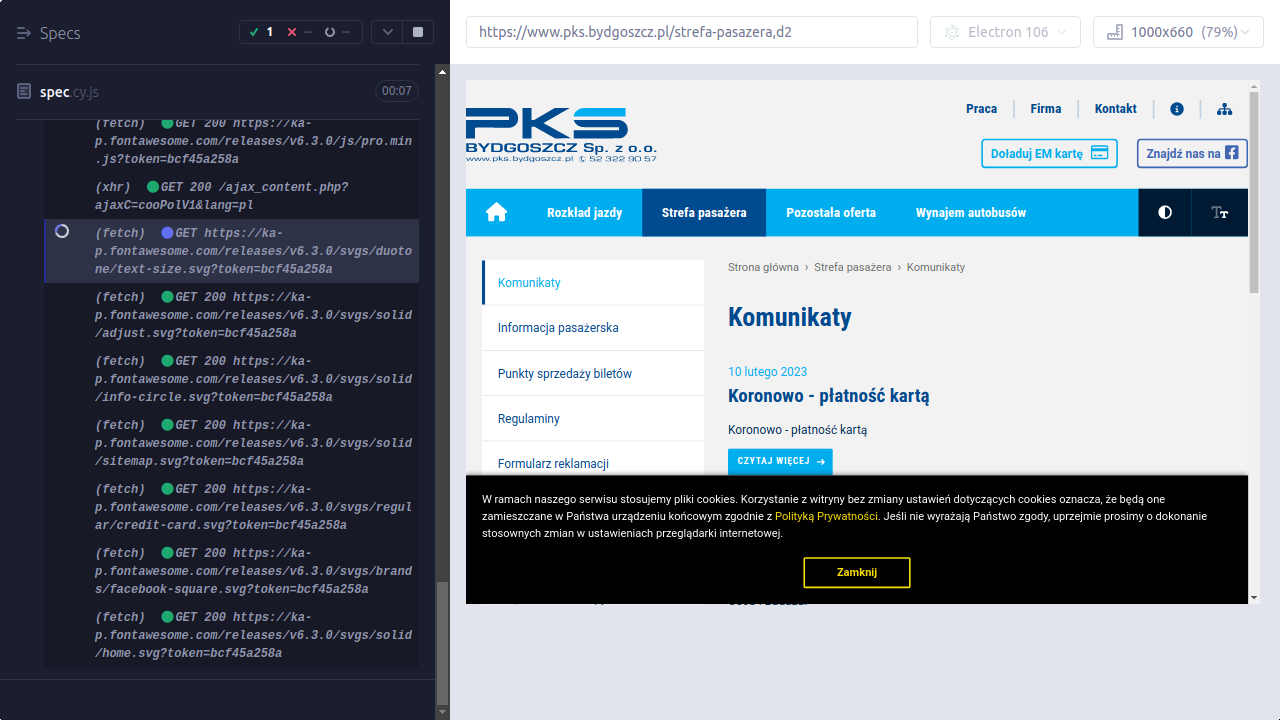 Specs
1
--
--
https://www.pks.bydgoszcz.pl/strefa-pasazera,d2
Electron 106
1000x660 (79%)
spec.cy.js
00:07
(fetch) GET 200 https://ka-
p.fontawesome.com/releases/v6.3.0/js/pro.min
.js?token=bcf45a258a
(xhr) GET 200 /ajax_content.php?
ajaxC=cooPolV1&lang=pl
(fetch) GET https://ka-
p.fontawesome.com/releases/v6.3.0/svgs/duoto
ne/text-size.svg?token=bcf45a258a
(fetch) GET 200 https://ka-
p.fontawesome.com/releases/v6.3.0/svgs/solid
/adjust.svg?token=bcf45a258a
(fetch) GET 200 https://ka-
p.fontawesome.com/releases/v6.3.0/svgs/solid
/info-circle.svg?token=bcf45a258a
(fetch) GET 200 https://ka-
p.fontawesome.com/releases/v6.3.0/svgs/solid
/sitemap.svg?token=bcf45a258a
(fetch) GET 200 https://ka-
p.fontawesome.com/releases/v6.3.0/svgs/regul
ar/credit-card.svg?token=bcf45a258a
(fetch) GET 200 https://ka-
p.fontawesome.com/releases/v6.3.0/svgs/brand
s/facebook-square.svg?token=bcf45a258a
(fetch) GET 200 https://ka-
p.fontawesome.com/releases/v6.3.0/svgs/solid
/home.svg?token=bcf45a258a
PKS
BYDGOSZCZ Sp. z o.o.
www.pks.bydgoszcz.pl ✆ 52 322 90 57
Praca
Firma
Kontakt
Doładuj EM kartę
Znajdź nas na
Rozkład jazdy
Strefa pasażera
Pozostała oferta
Wynajem autobusów
Komunikaty
Informacja pasażerska
Punkty sprzedaży biletów
Regulaminy
Formularz reklamacji
Strona główna › Strefa pasażera › Komunikaty
Komunikaty
10 lutego 2023
Koronowo - płatność kartą
Koronowo - płatność kartą
CZYTAJ WIĘCEJ →
W ramach naszego serwisu stosujemy pliki cookies. Korzystanie z witryny bez zmiany ustawień dotyczących cookies oznacza, że będą one
zamieszczane w Państwa urządzeniu końcowym zgodnie z Polityką Prywatności. Jeśli nie wyrażają Państwo zgody, uprzejmie prosimy o dokonanie
stosownych zmian w ustawieniach przeglądarki internetowej.
Zamknij